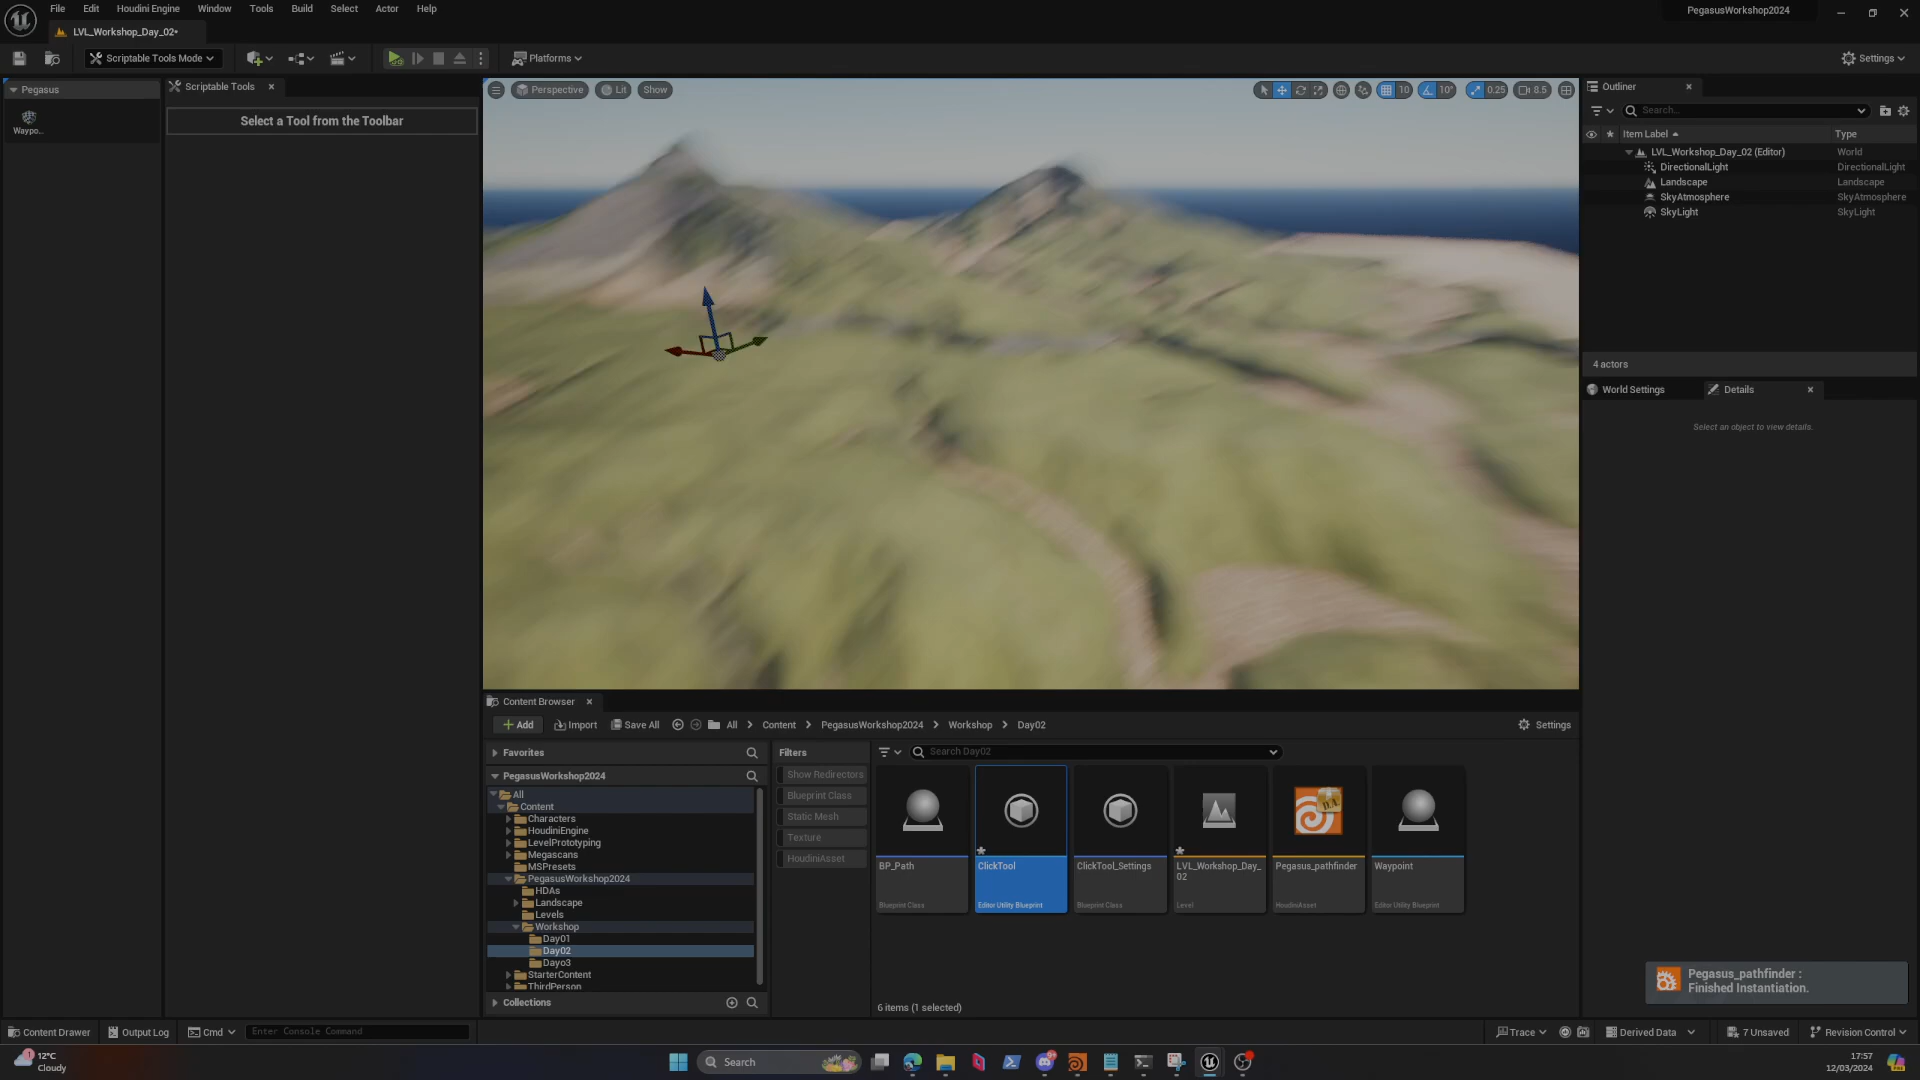 File Edit Houdini Engine Window Tools Build Select Actor Help
PegasusWorkshop2024
LVL_Workshop_Day_02*
Scriptable Tools Mode
Platforms
Settings
Pegasus
Scriptable Tools
Waypo...
Select a Tool from the Toolbar
Perspective Lit Show
10 10° 0.25 8.5
Outliner
Search...
Item Label Type
LVL_Workshop_Day_02 (Editor) World
DirectionalLight DirectionalLight
Landscape Landscape
SkyAtmosphere SkyAtmosphere
SkyLight SkyLight
4 actors
World Settings Details
Select an object to view details.
Content Browser
Add Import Save All All Content PegasusWorkshop2024 Workshop Day02 Settings
Favorites
PegasusWorkshop2024
All
Content
Characters
HoudiniEngine
LevelPrototyping
Megascans
MSPresets
PegasusWorkshop2024
HDAs
Landscape
Levels
Workshop
Day01
Day02
Dayo3
StarterContent
ThirdPerson
Collections
Filters
Show Redirectors
Blueprint Class
Static Mesh
Texture
HoudiniAsset
Search Day02
BP_Path
Blueprint Class
ClickTool
Editor Utility Blueprint
ClickTool_Settings
Blueprint Class
LVL_Workshop_Day_
02
Level
Pegasus_pathfinder
HoudiniAsset
Waypoint
Editor Utility Blueprint
6 items (1 selected)
Pegasus_pathfinder :
Finished Instantiation.
Content Drawer Output Log Cmd Enter Console Command
Trace Derived Data 7 Unsaved Revision Control
12°C
Cloudy
Search
17:57
12/03/2024